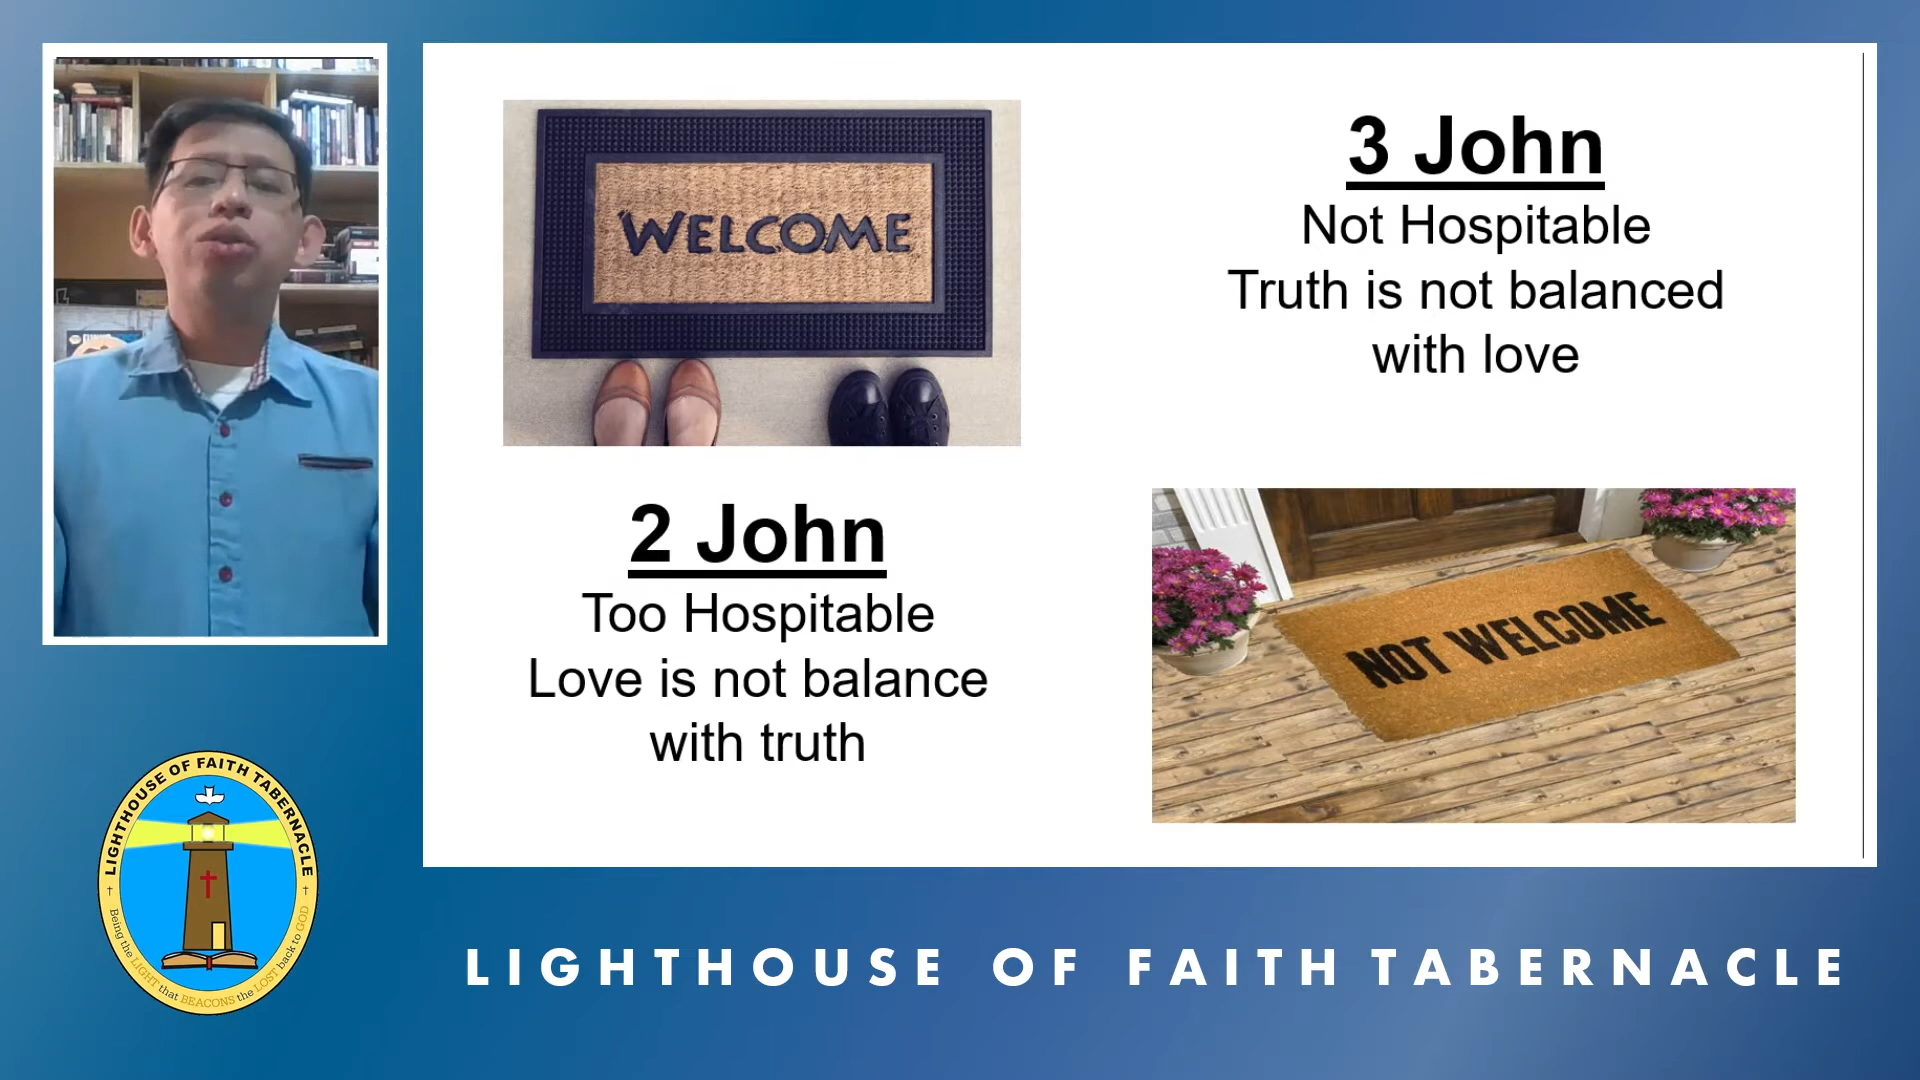 WELCOME
2 John
Too Hospitable
Love is not balance
with truth
3 John
Not Hospitable
Truth is not balanced
with love
NOT WELCOME
LIGHTHOUSE OF FAITH TABERNACLE
Being the LIGHT that BEACONS the LOST back to GOD
LIGHTHOUSE OF FAITH TABERNACLE